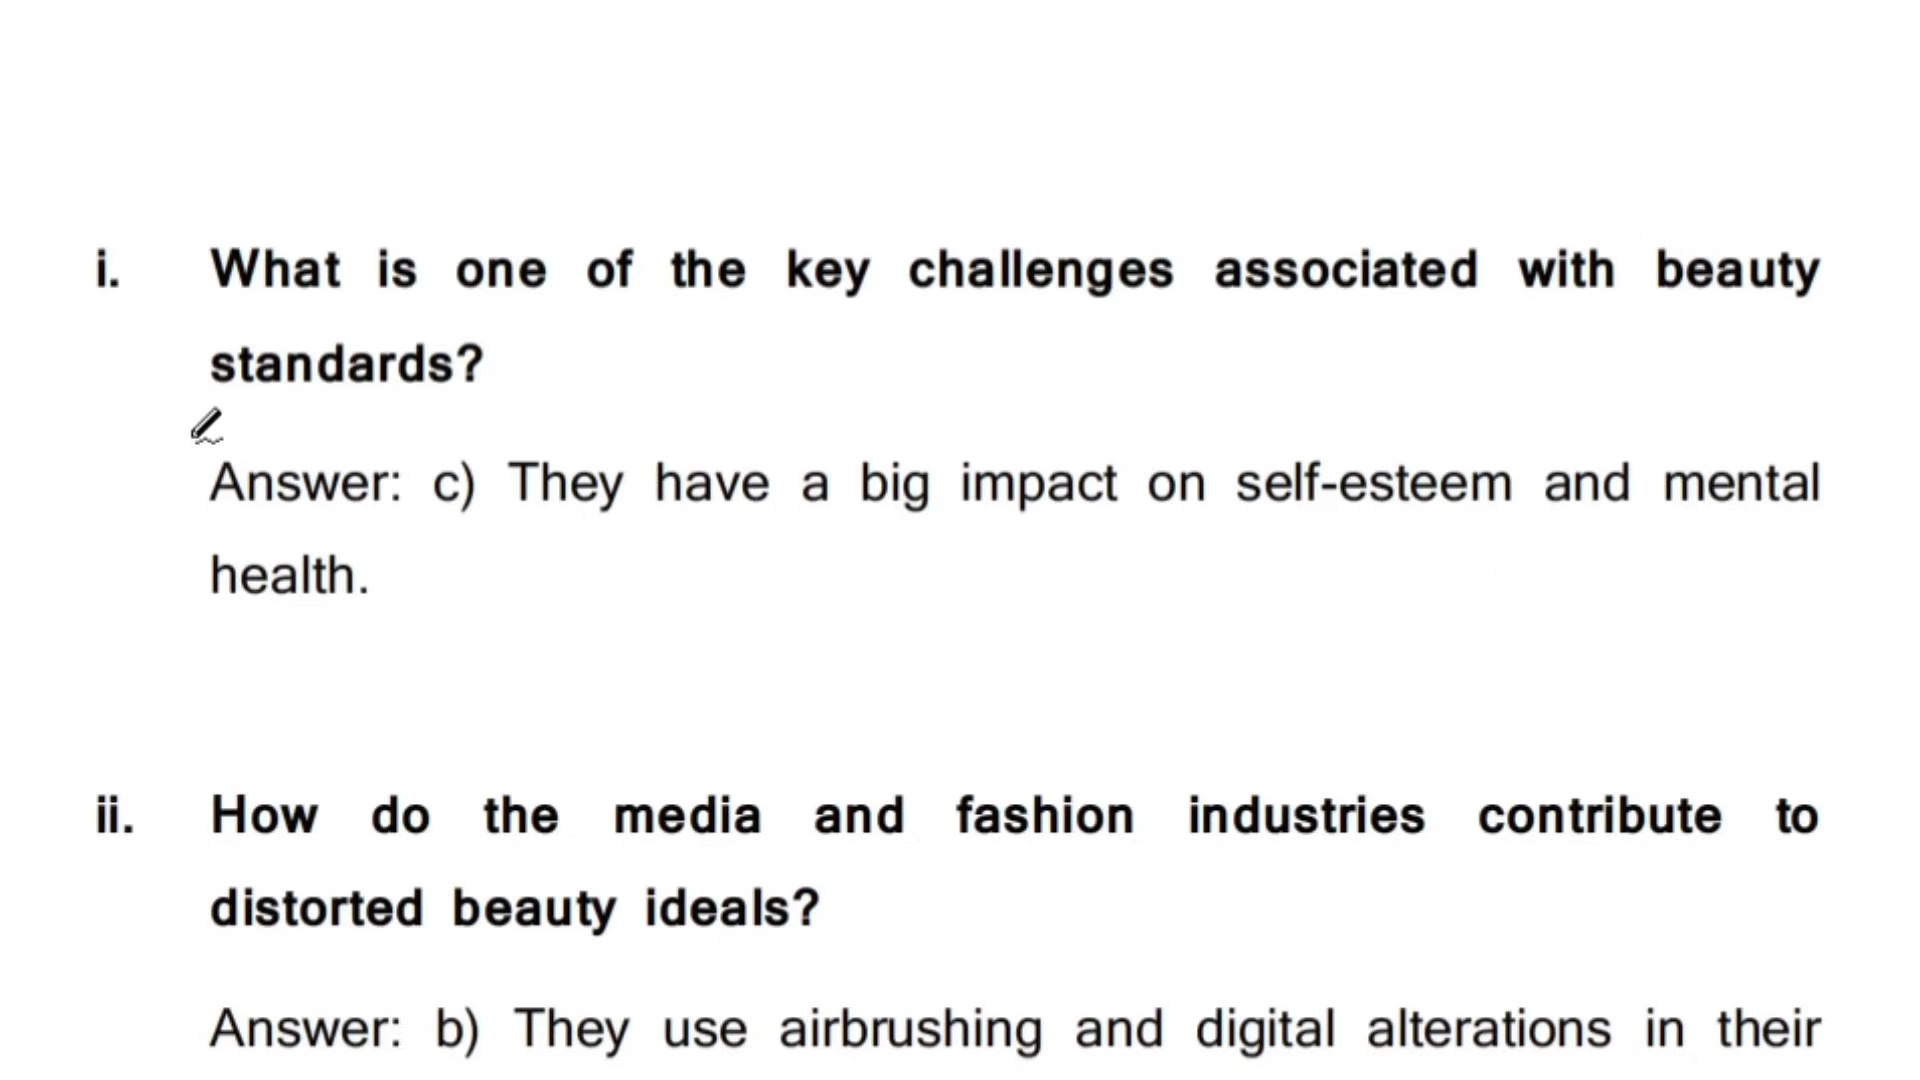 i. What is one of the key challenges associated with beauty
standards?
Answer: c) They have a big impact on self-esteem and mental
health.
ii. How do the media and fashion industries contribute to
distorted beauty ideals?
Answer: b) They use airbrushing and digital alterations in their